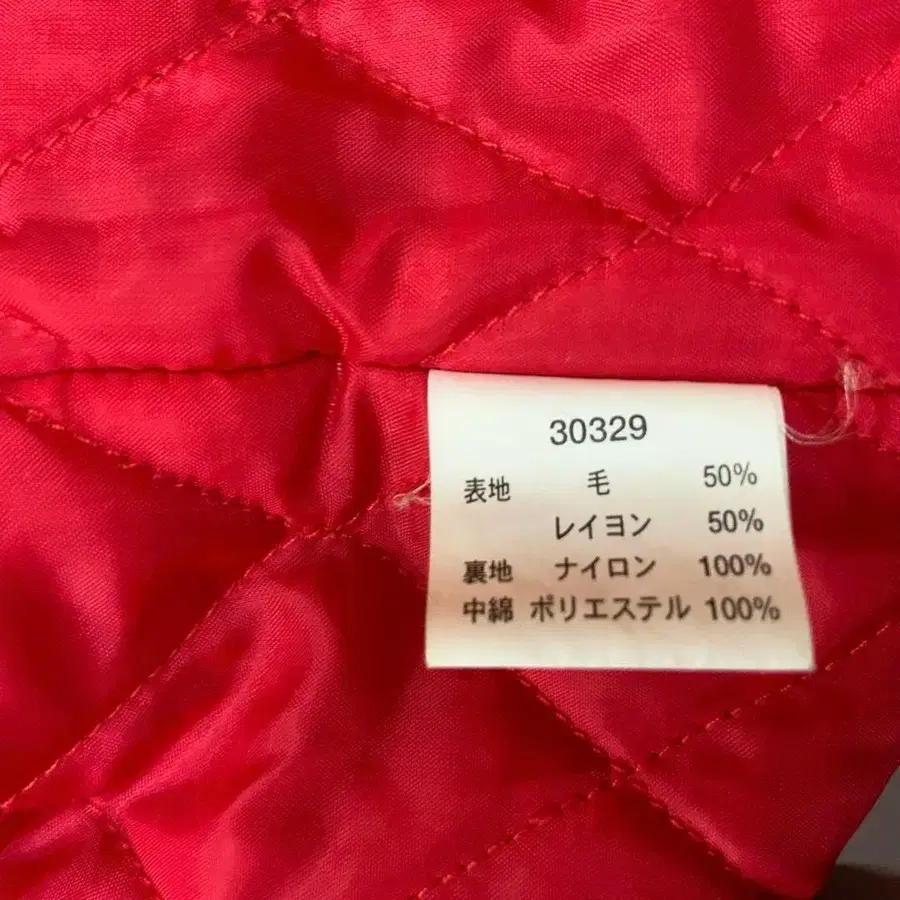 30329
表地 毛 50%
レイヨン 50%
裏地 ナイロン 100%
中綿 ポリエステル 100%